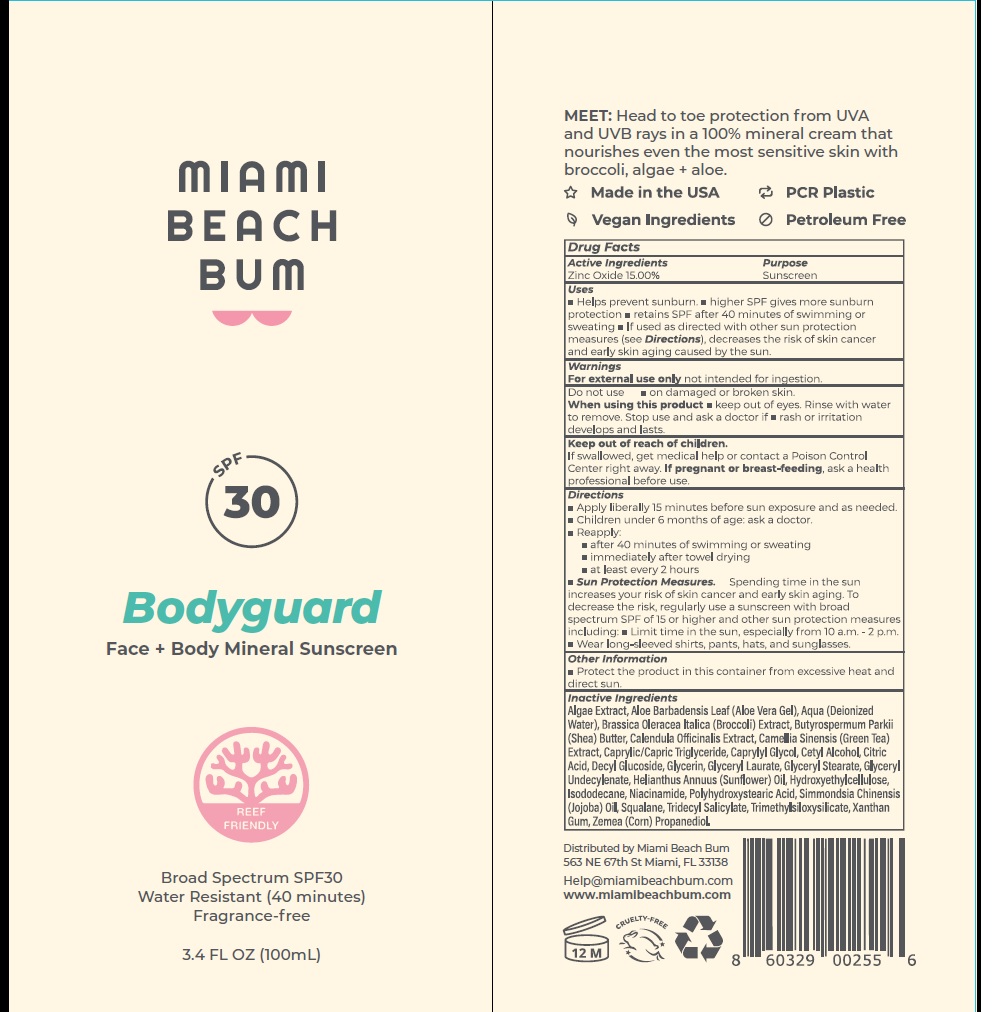 MIAMI
BEACH
BUM
SPF
30
Bodyguard
Face + Body Mineral Sunscreen
REEF
FRIENDLY
Broad Spectrum SPF30
Water Resistant (40 minutes)
Fragrance-free
3.4 FL OZ (100mL)
MEET: Head to toe protection from UVA
and UVB rays in a 100% mineral cream that
nourishes even the most sensitive skin with
broccoli, algae + aloe.
Made in the USA PCR Plastic
Vegan Ingredients Petroleum Free
Drug Facts
Active Ingredients Purpose
Zinc Oxide 15.00% Sunscreen
Uses
▪ Helps prevent sunburn. ▪ higher SPF gives more sunburn
protection ▪ retains SPF after 40 minutes of swimming or
sweating ▪ If used as directed with other sun protection
measures (see Directions), decreases the risk of skin cancer
and early skin aging caused by the sun.
Warnings
For external use only not intended for ingestion.
Do not use ▪ on damaged or broken skin.
When using this product ▪ keep out of eyes. Rinse with water
to remove. Stop use and ask a doctor if ▪ rash or irritation
develops and lasts.
Keep out of reach of children.
If swallowed, get medical help or contact a Poison Control
Center right away. If pregnant or breast-feeding, ask a health
professional before use.
Directions
▪ Apply liberally 15 minutes before sun exposure and as needed.
▪ Children under 6 months of age: ask a doctor.
▪ Reapply:
▪ after 40 minutes of swimming or sweating
▪ immediately after towel drying
▪ at least every 2 hours
▪ Sun Protection Measures. Spending time in the sun
increases your risk of skin cancer and early skin aging. To
decrease the risk, regularly use a sunscreen with broad
spectrum SPF of 15 or higher and other sun protection measures
including: ▪ Limit time in the sun, especially from 10 a.m. - 2 p.m.
▪ Wear long-sleeved shirts, pants, hats, and sunglasses.
Other Information
▪ Protect the product in this container from excessive heat and
direct sun.
Inactive Ingredients
Algae Extract, Aloe Barbadensis Leaf (Aloe Vera Gel), Aqua (Deionized
Water), Brassica Oleracea Italica (Broccoli) Extract, Butyrospermum Parkii
(Shea) Butter, Calendula Officinalis Extract, Camellia Sinensis (Green Tea)
Extract, Caprylic/Capric Triglyceride, Caprylyl Glycol, Cetyl Alcohol, Citric
Acid, Decyl Glucoside, Glycerin, Glyceryl Laurate, Glyceryl Stearate, Glyceryl
Undecylenate, Helianthus Annuus (Sunflower) Oil, Hydroxyethylcellulose,
Isododecane, Niacinamide, Polyhydroxystearic Acid, Simmondsia Chinensis
(Jojoba) Oil, Squalane, Tridecyl Salicylate, Trimethylsiloxysilicate, Xanthan
Gum, Zemea (Corn) Propanediol.
Distributed by Miami Beach Bum
563 NE 67th St Miami, FL 33138
Help@miamibeachbum.com
www.miamibeachbum.com
12 M
CRUELTY-FREE
8 60329 00255 6